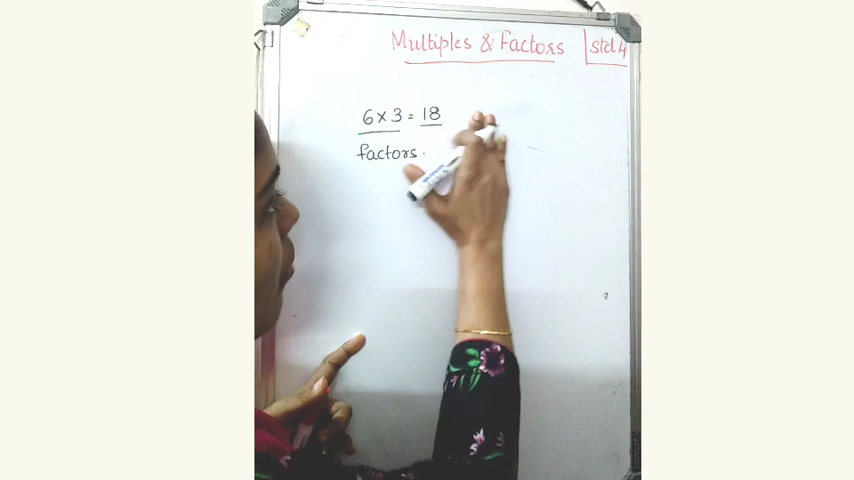 Multiples & Factors std 4
6 × 3 = 18
factors.